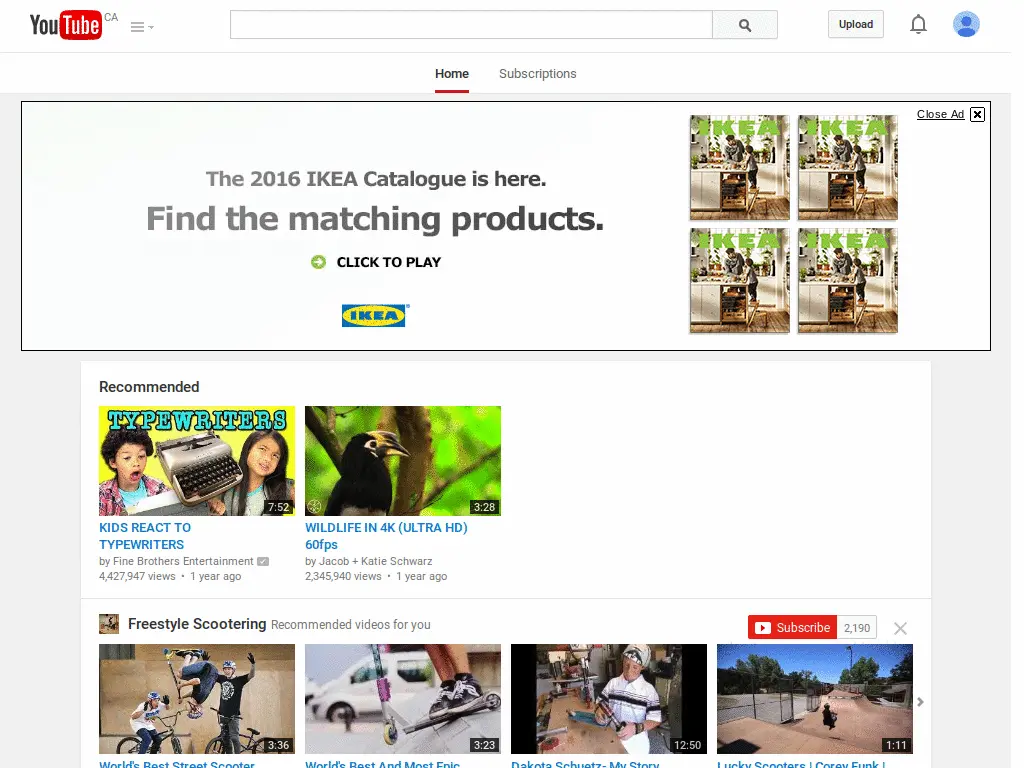 YouTube CA
Upload
Home Subscriptions
Close Ad
The 2016 IKEA Catalogue is here.
Find the matching products.
CLICK TO PLAY
IKEA
IKEA IKEA
IKEA IKEA
Recommended
TYPEWRITERS
7:52 3:28
KIDS REACT TO
TYPEWRITERS
by Fine Brothers Entertainment
4,427,947 views • 1 year ago
WILDLIFE IN 4K (ULTRA HD)
60fps
by Jacob + Katie Schwarz
2,345,940 views • 1 year ago
Freestyle Scootering Recommended videos for you
Subscribe 2,190
3:36 3:23 12:50 1:11
World's Best Street Scooter
World's Best And Most Epic
Dakota Schuetz- My Story
Lucky Scooters | Corey Funk |